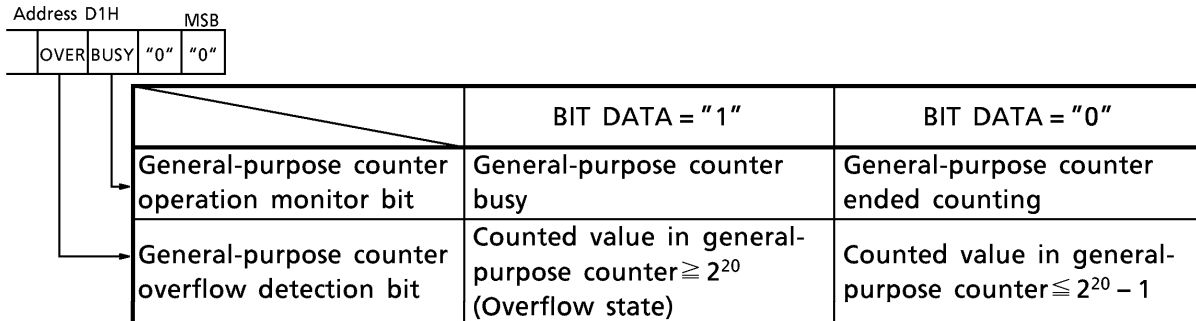 Address D1H
MSB
OVER BUSY "0" "0"
BIT DATA = "1" BIT DATA = "0"
General-purpose counter General-purpose counter General-purpose counter
operation monitor bit busy ended counting
General-purpose counter Counted value in general- Counted value in general-
overflow detection bit purpose counter≧2²⁰ purpose counter≦2²⁰ – 1
(Overflow state)